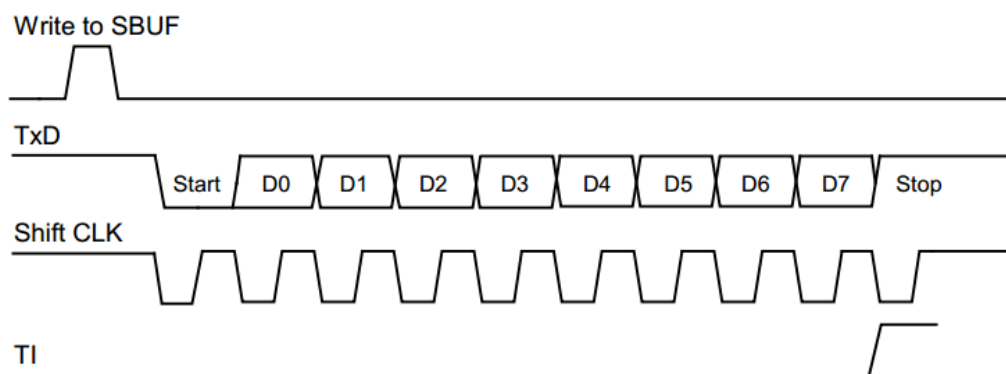 Write to SBUF
TxD
Start D0 D1 D2 D3 D4 D5 D6 D7 Stop
Shift CLK
TI